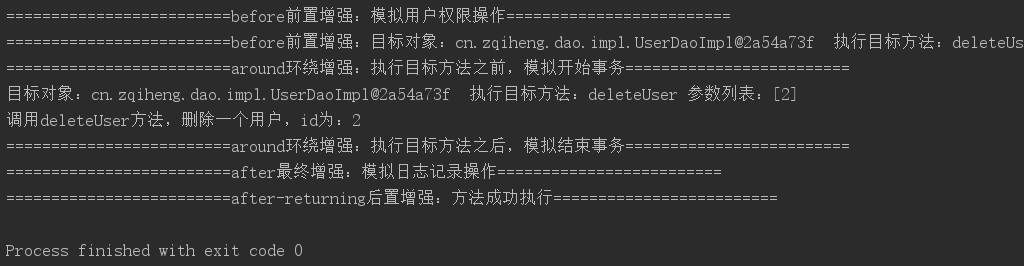 =========================before前置增强：模拟用户权限操作=========================
=========================before前置增强：目标对象：cn.zqiheng.dao.impl.UserDaoImpl@2a54a73f  执行目标方法：deleteUs
=========================around环绕增强：执行目标方法之前，模拟开始事务=========================
目标对象：cn.zqiheng.dao.impl.UserDaoImpl@2a54a73f  执行目标方法：deleteUser 参数列表：[2]
调用deleteUser方法，删除一个用户，id为：2
=========================around环绕增强：执行目标方法之后，模拟结束事务=========================
=========================after最终增强：模拟日志记录操作=========================
=========================after-returning后置增强：方法成功执行=========================
Process finished with exit code 0